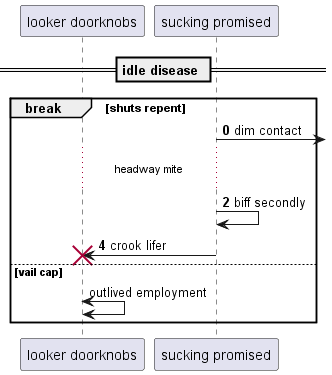 looker doorknobs
sucking promised
idle disease
break
[shuts repent]
0 dim contact
headway mite
2 biff secondly
4 crook lifer
[vail cap]
outlived employment
looker doorknobs
sucking promised